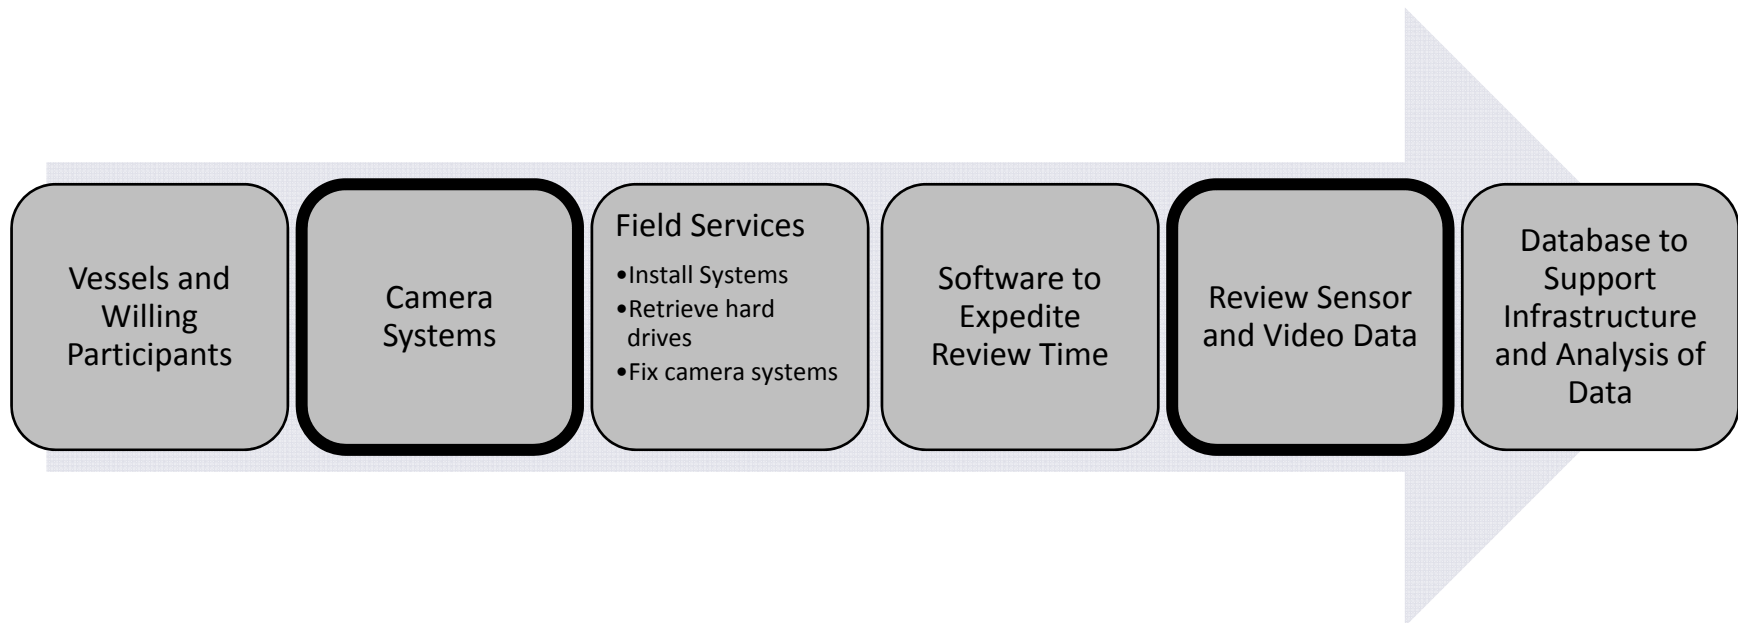 Vessels and
Willing
Participants
Camera
Systems
Field Services
•Install Systems
•Retrieve hard
drives
•Fix camera systems
Software to
Expedite
Review Time
Review Sensor
and Video Data
Database to
Support
Infrastructure
and Analysis of
Data